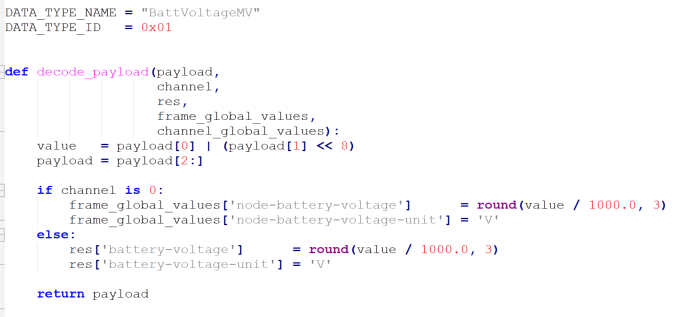 DATA_TYPE_NAME = "BattVoltageMV"
DATA_TYPE_ID   = 0x01
def decode_payload(payload,
                   channel,
                   res,
                   frame_global_values,
                   channel_global_values):
    value   = payload[0] | (payload[1] << 8)
    payload = payload[2:]
    if channel is 0:
        frame_global_values['node-battery-voltage']      = round(value / 1000.0, 3)
        frame_global_values['node-battery-voltage-unit'] = 'V'
    else:
        res['battery-voltage']      = round(value / 1000.0, 3)
        res['battery-voltage-unit'] = 'V'
    return payload